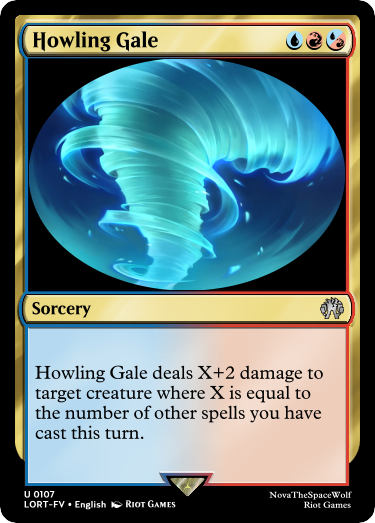 Howling Gale
Sorcery
Howling Gale deals X+2 damage to
target creature where X is equal to
the number of other spells you have
cast this turn.
U 0107
NovaTheSpaceWolf
LORT-FV • English Riot Games
Riot Games